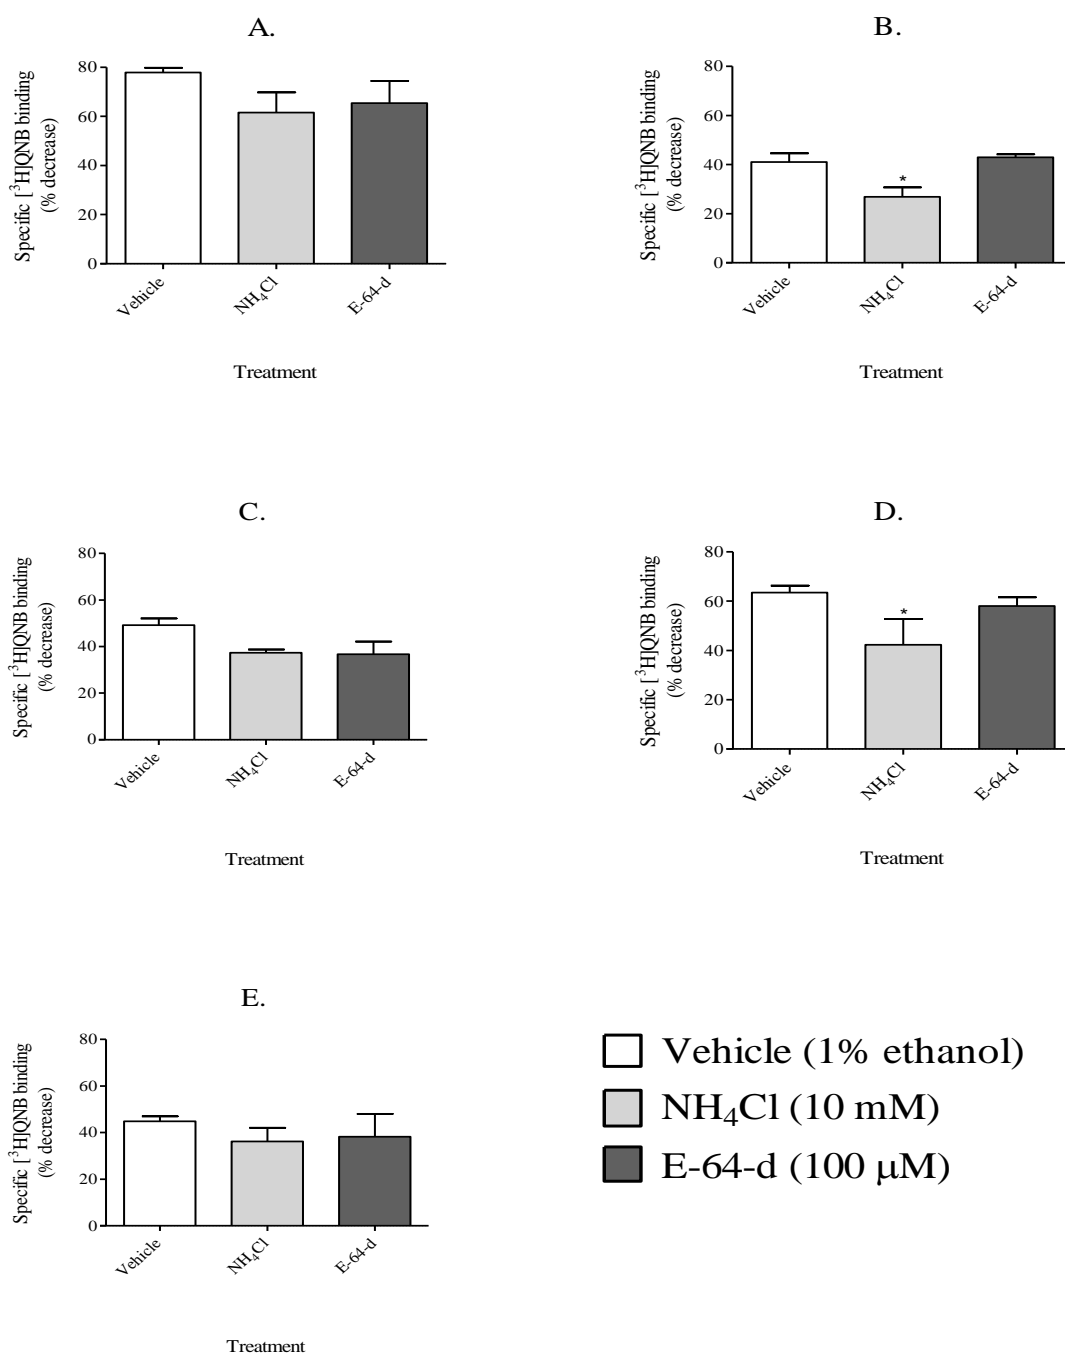 A.
Specific [³H]QNB binding
(% decrease)
80
60
40
20
0
Vehicle
NH₄Cl
E-64-d
Treatment
B.
Specific [³H]QNB binding
(% decrease)
80
60
40
20
0
*
Vehicle
NH₄Cl
E-64-d
Treatment
C.
Specific [³H]QNB binding
(% decrease)
80
60
40
20
0
Vehicle
NH₄Cl
E-64-d
Treatment
D.
Specific [³H]QNB binding
(% decrease)
80
60
40
20
0
*
Vehicle
NH₄Cl
E-64-d
Treatment
E.
Specific [³H]QNB binding
(% decrease)
80
60
40
20
0
Vehicle
NH₄Cl
E-64-d
Treatment
Vehicle (1% ethanol)
NH₄Cl (10 mM)
E-64-d (100 μM)